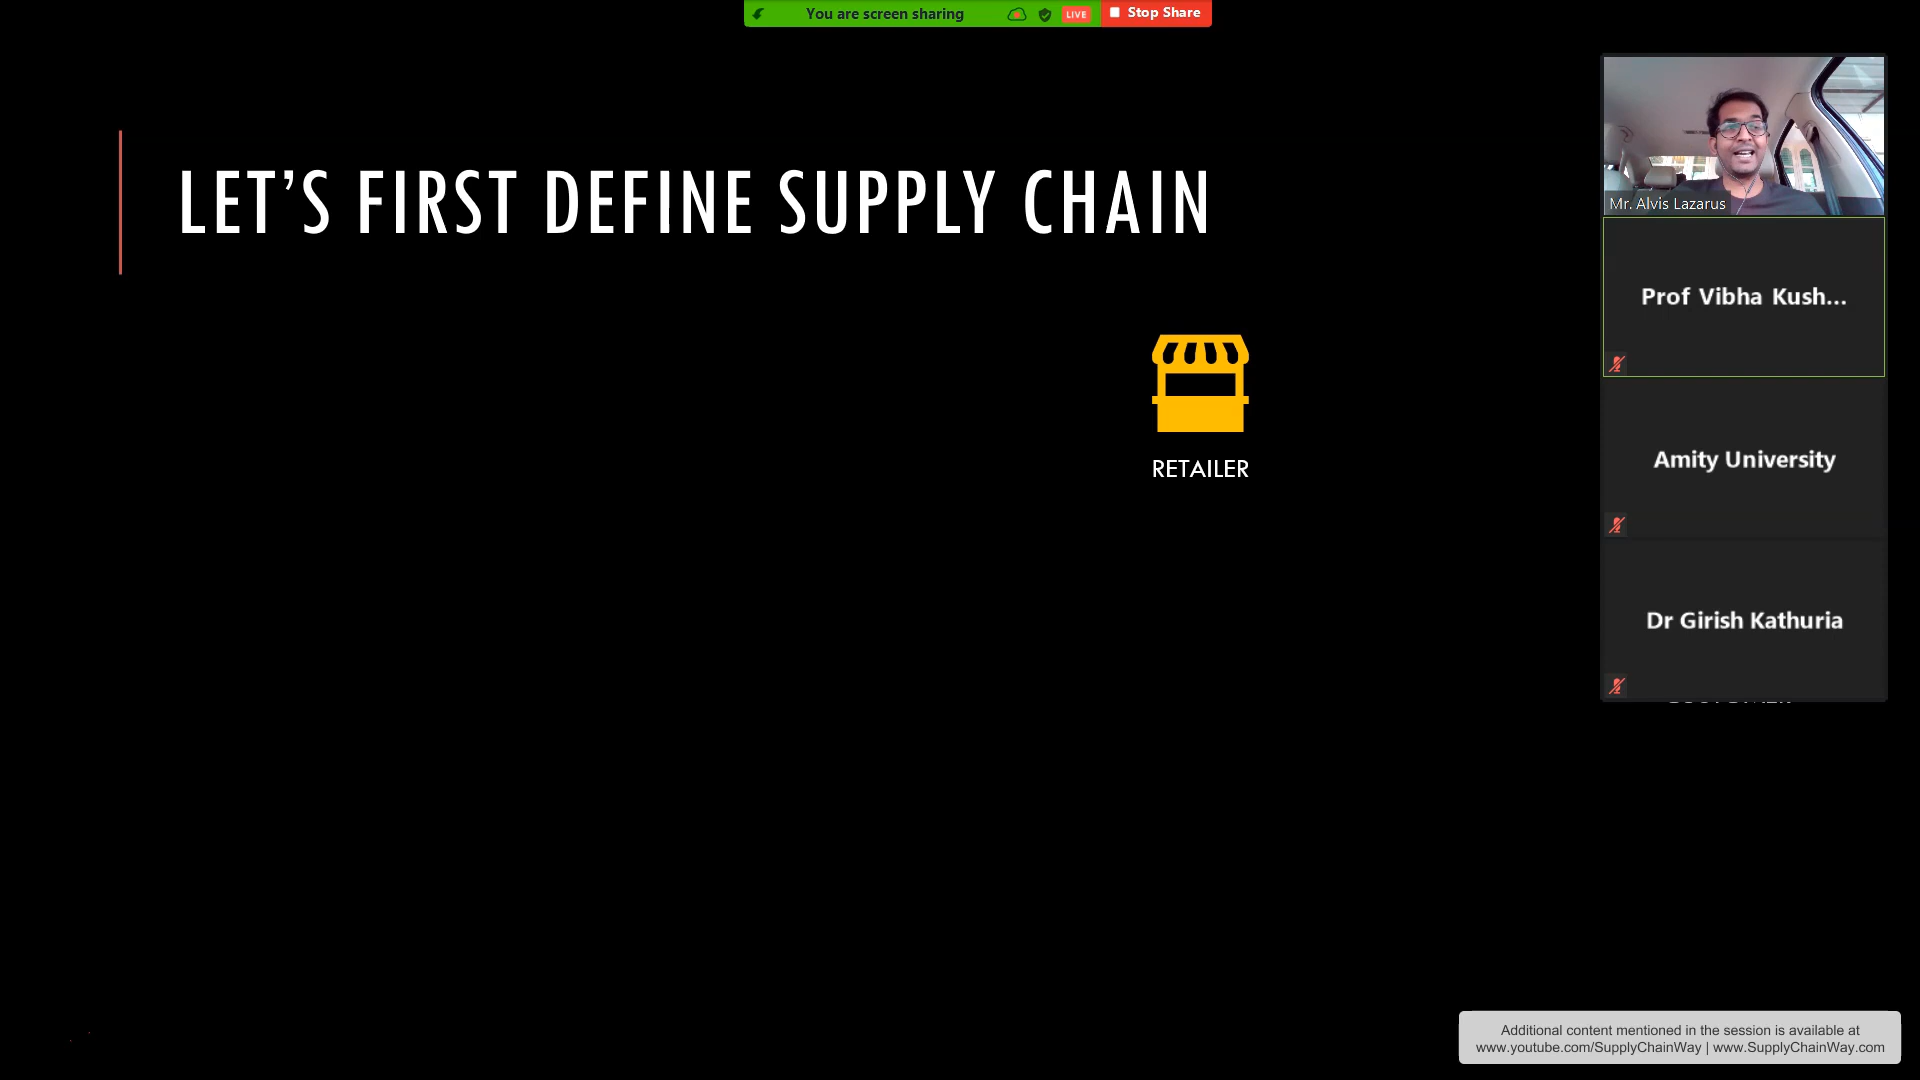 You are screen sharing
LIVE
Stop Share
LET’S FIRST DEFINE SUPPLY CHAIN
Mr. Alvis Lazarus
Prof Vibha Kush...
RETAILER
Amity University
Dr Girish Kathuria
Additional content mentioned in the session is available at
www.youtube.com/SupplyChainWay | www.SupplyChainWay.com